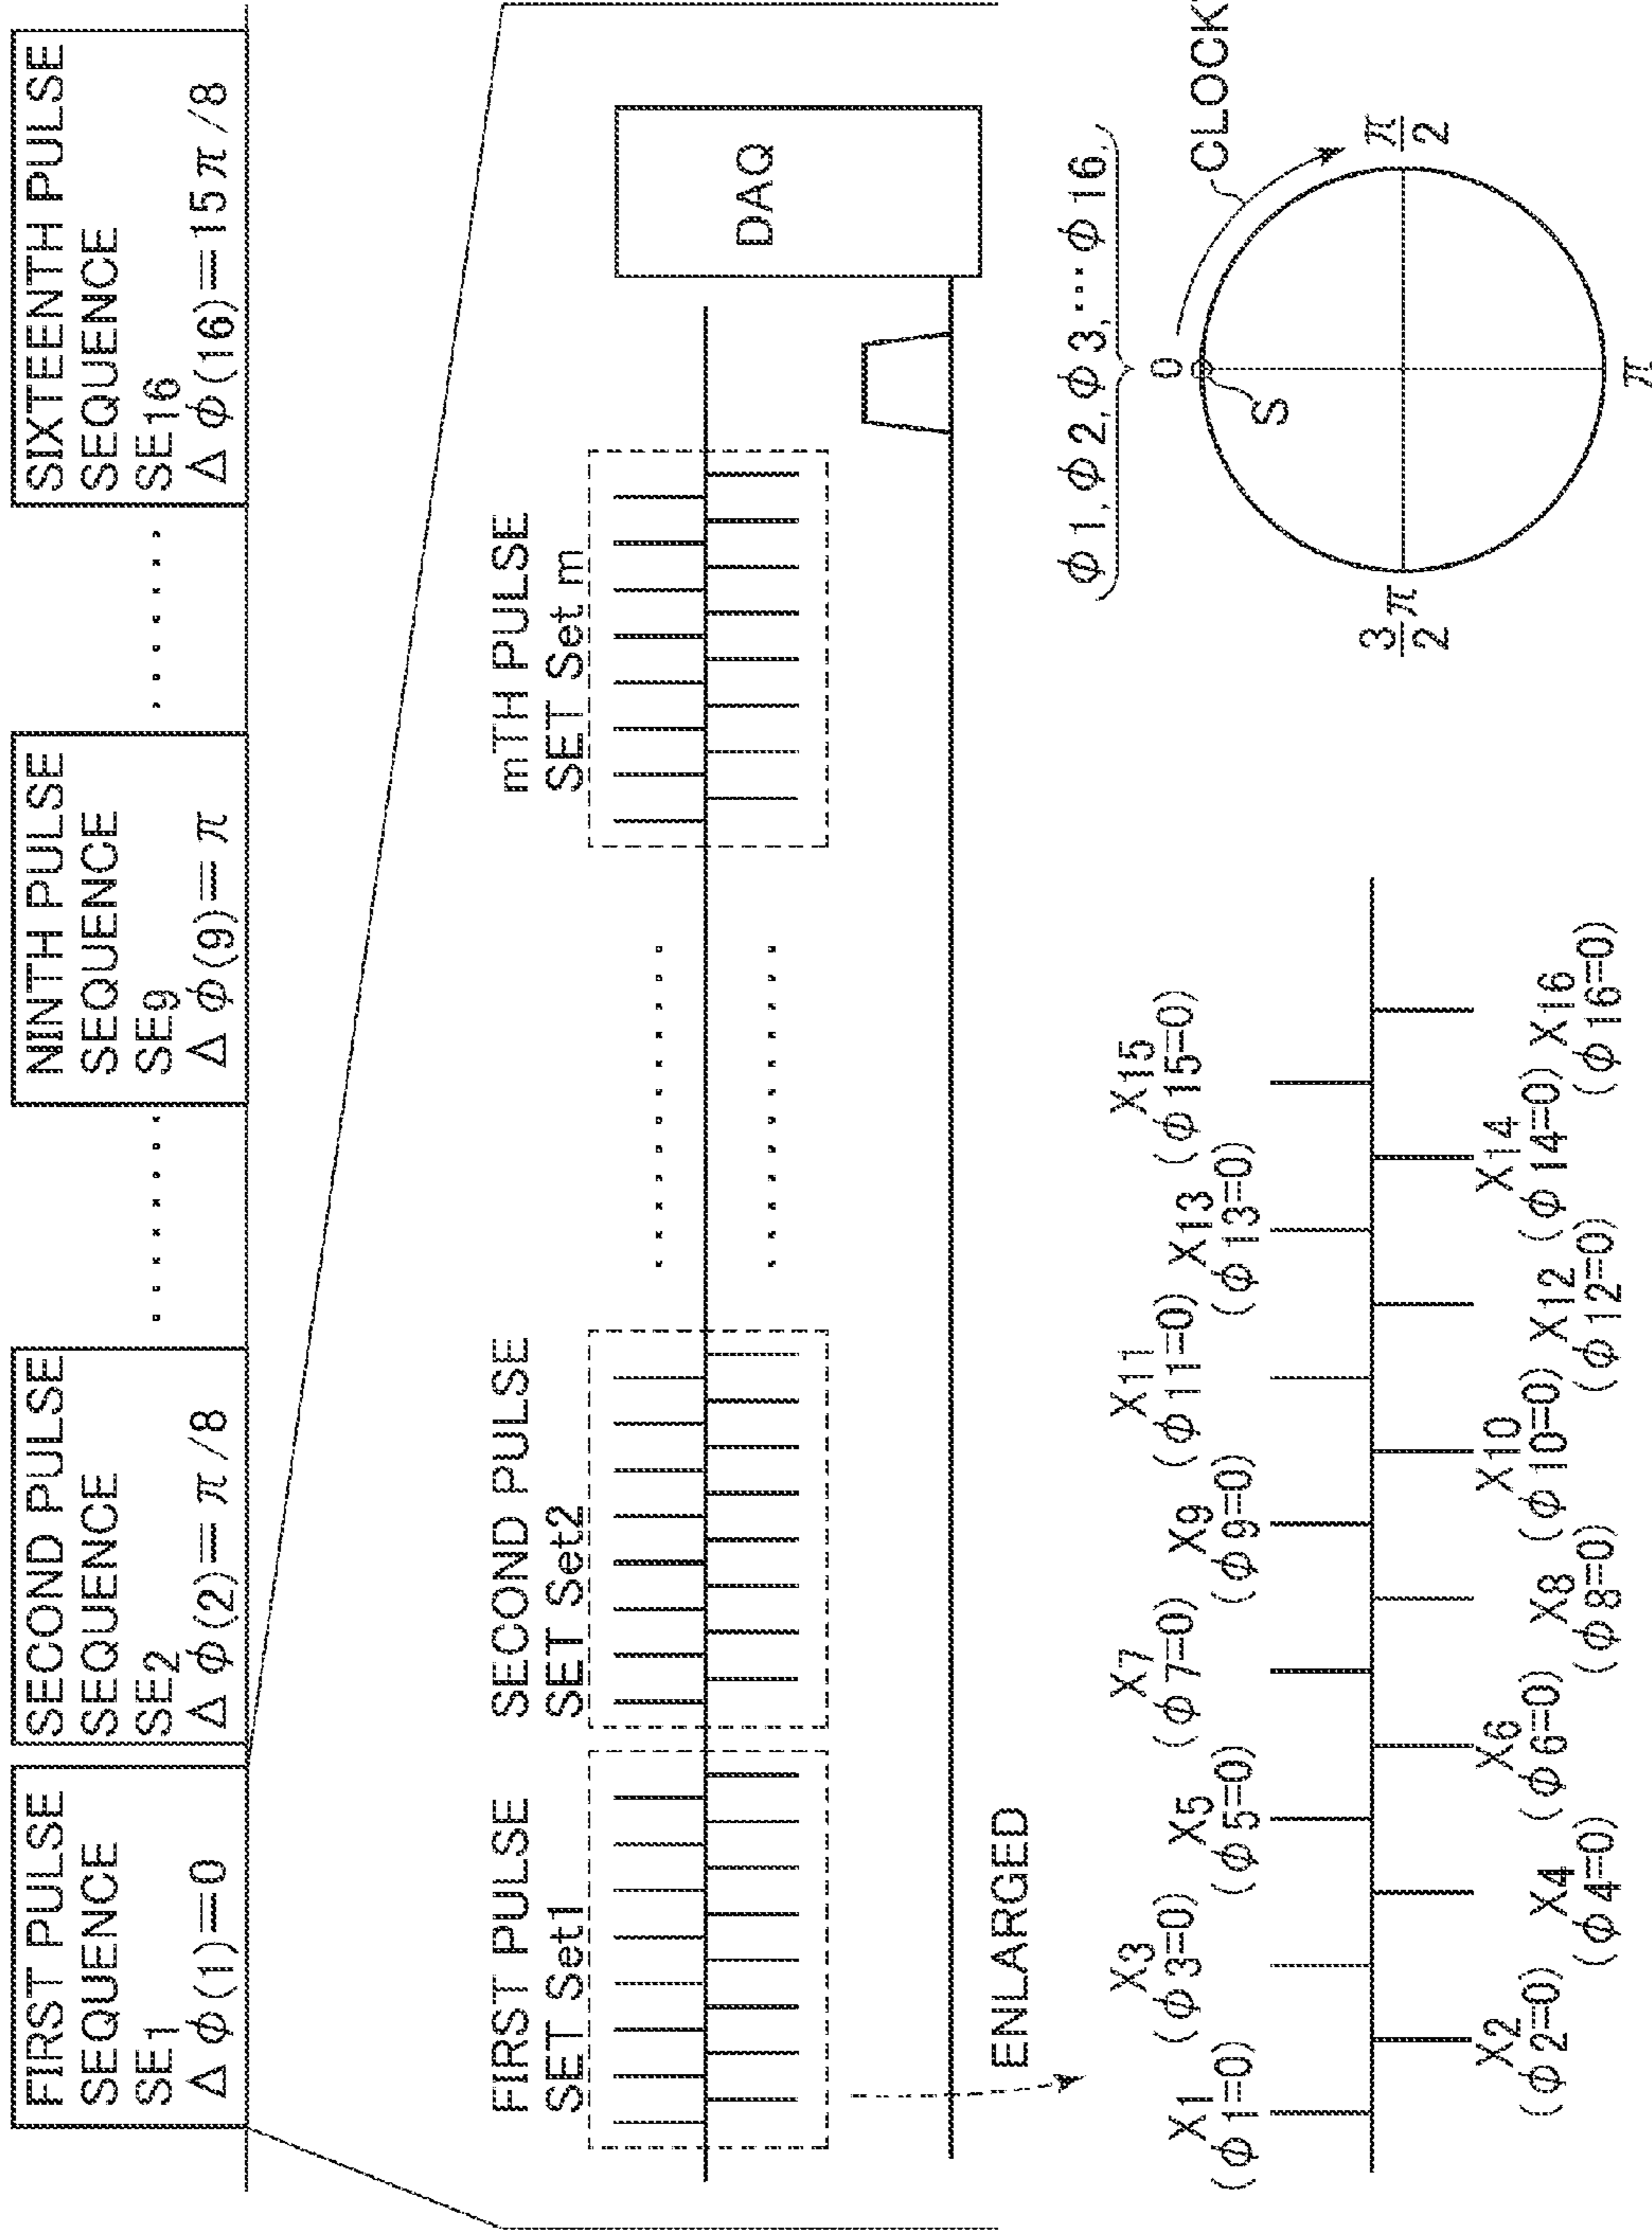 FIRST PULSE
SEQUENCE
SE1
Δφ(1)=0
SECOND PULSE
SEQUENCE
SE2
Δφ(2)=π/8
NINTH PULSE
SEQUENCE
SE9
Δφ(9)=π
SIXTEENTH PULSE
SEQUENCE
SE16
Δφ(16)=15π/8
FIRST PULSE
SET Set1
SECOND PULSE
SET Set2
mTH PULSE
SET Set m
DAQ
ENLARGED
X1
(φ1=0)
X3
(φ3=0)
X5
(φ5=0)
X7
(φ7=0)
X9
(φ9=0)
X11
(φ11=0)
X13
(φ13=0)
X15
(φ15=0)
X2
(φ2=0)
X4
(φ4=0)
X6
(φ6=0)
X8
(φ8=0)
X10
(φ10=0)
X12
(φ12=0)
X14
(φ14=0)
X16
(φ16=0)
φ1,φ2,φ3,…φ16,
0
S
CLOCK
π/2
π
3/2 π